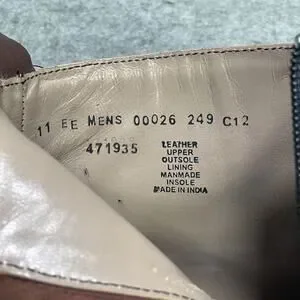 11 EE MENS 00026 249 C12
471935
LEATHER
UPPER
OUTSOLE
LINING
MANMADE
INSOLE
MADE IN INDIA